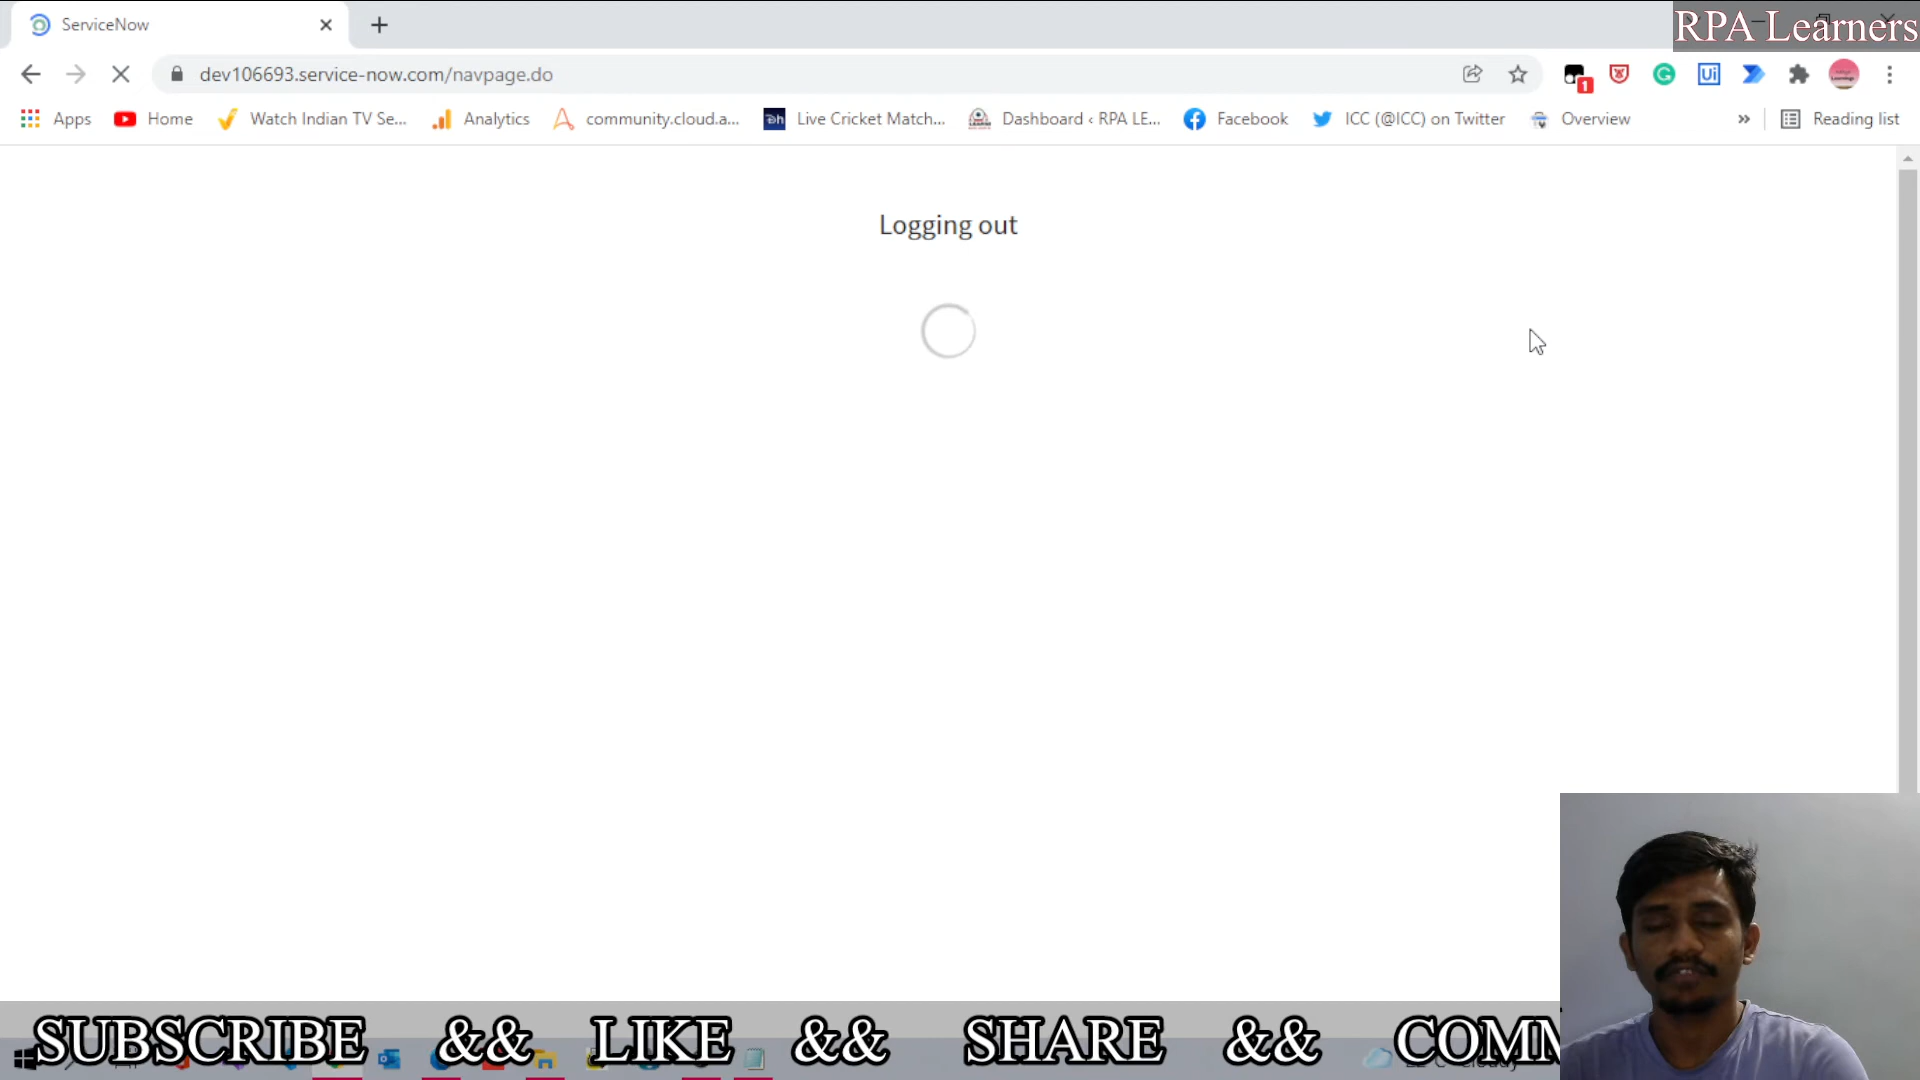 ServiceNow
RPA Learners
dev106693.service-now.com/navpage.do
1
Ui
Apps
Home
Watch Indian TV Se...
Analytics
community.cloud.a...
Live Cricket Match...
Dashboard ‹ RPA LE...
Facebook
ICC (@ICC) on Twitter
Overview
»
Reading list
Logging out
SUBSCRIBE && LIKE && SHARE && COMM